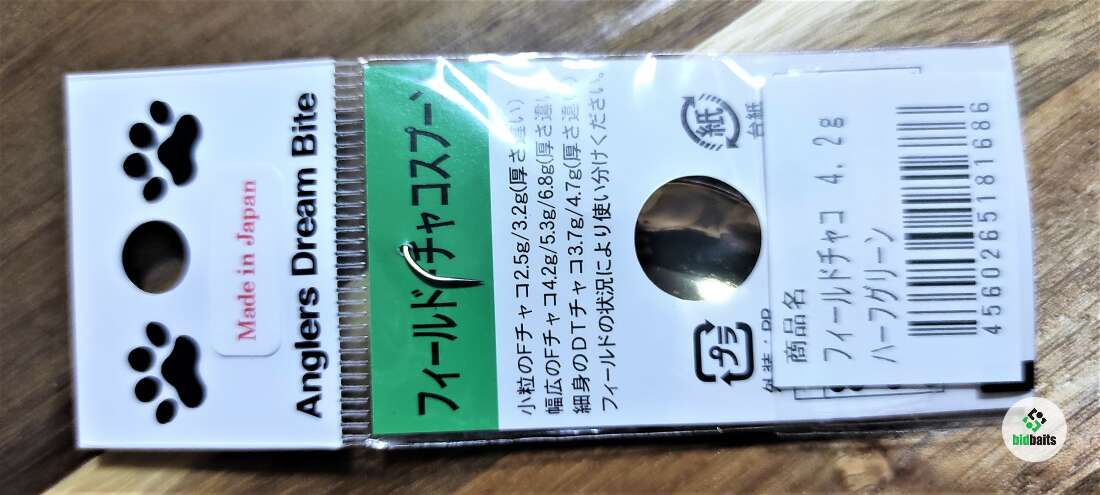 Made in Japan
Anglers Dream Bite
フィールドチャコスプーン
小粒のFチャコ2.5g/3.2g(厚さ違い)
幅広のFチャコ4.2g/5.3g/6.8g(厚さ違い
細身のDTチャコ3.7g/4.7g(厚さ違い)
フィールドの状況により使い分けください。
プラ
紙
外装:PP
台紙
商品名
フィールドチャコ 4.2g
ハーフグリーン
4560265181686
bidbaits